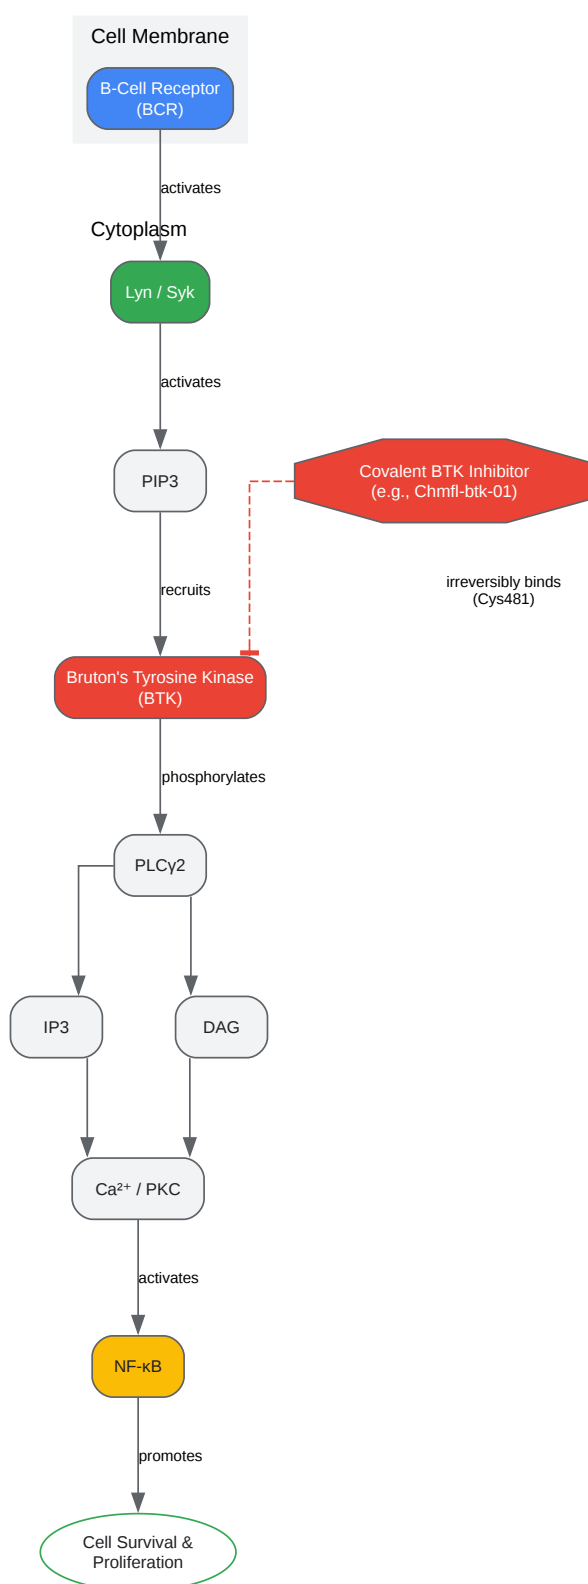 Cell Membrane
B-Cell Receptor
(BCR)
activates
Cytoplasm
Lyn / Syk
activates
PIP3
Covalent BTK Inhibitor
(e.g., Chmfl-btk-01)
recruits
irreversibly binds
(Cys481)
Bruton's Tyrosine Kinase
(BTK)
phosphorylates
PLCγ2
IP3
DAG
Ca²⁺ / PKC
activates
NF-κB
promotes
Cell Survival &
Proliferation